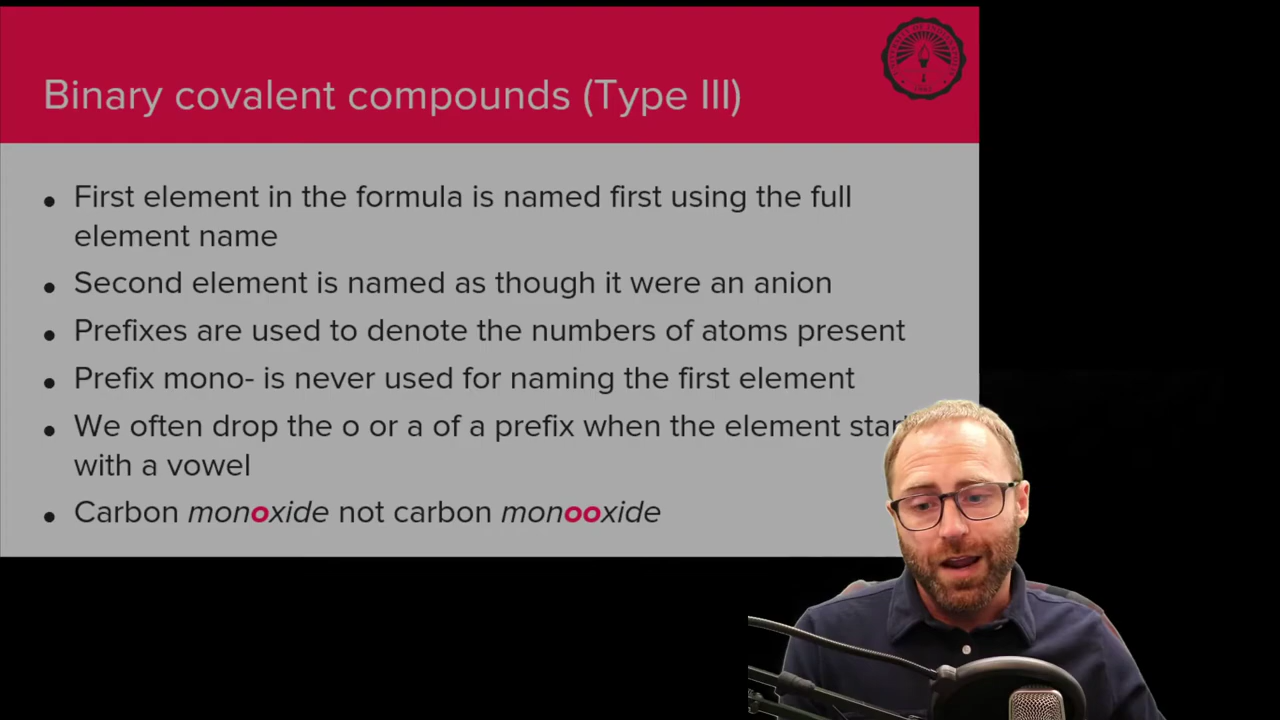 Binary covalent compounds (Type III)
• First element in the formula is named first using the full
element name
• Second element is named as though it were an anion
• Prefixes are used to denote the numbers of atoms present
• Prefix mono- is never used for naming the first element
• We often drop the o or a of a prefix when the element
with a vowel
• Carbon monoxide not carbon monooxide